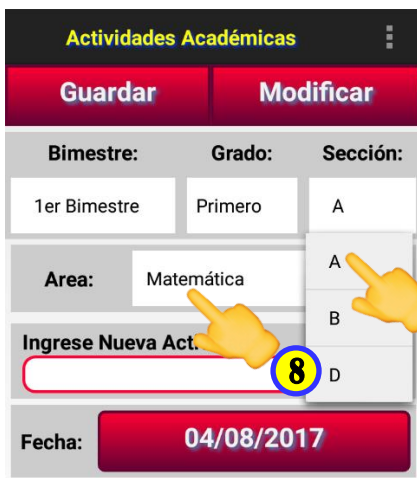 Actividades Académicas
Guardar Modificar
Bimestre: Grado: Sección:
1er Bimestre Primero A
A
Area: Matemática
B
Ingrese Nueva Act.
8 D
Fecha: 04/08/2017